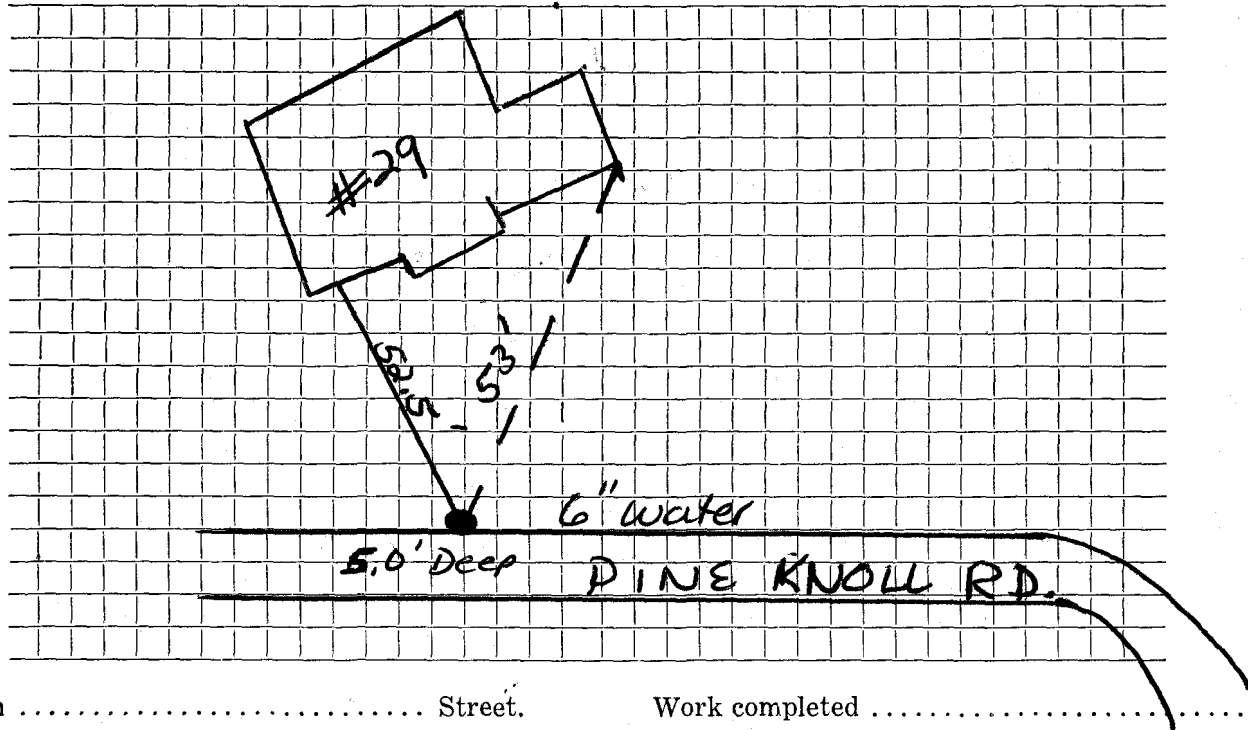 #29
52.5'
53'
6" water
5.0' Deep
PINE KNOLL RD.
Street. Work completed